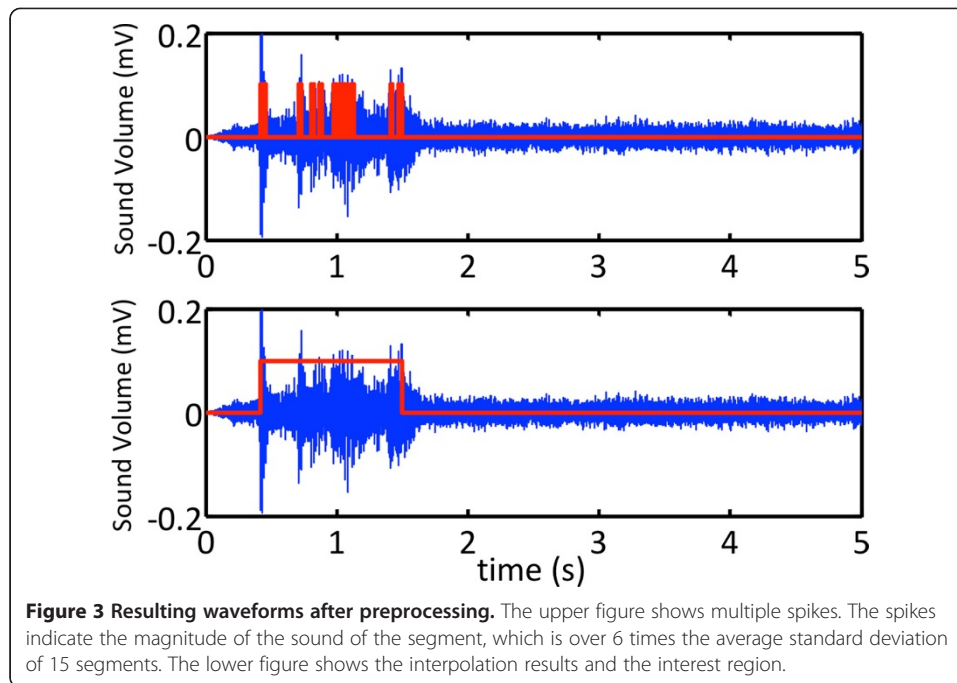 0.2
0
-0.2
Sound Volume (mV)
0 1 2 3 4 5
0.2
0
-0.2
Sound Volume (mV)
0 1 2 3 4 5
time (s)
Figure 3 Resulting waveforms after preprocessing. The upper figure shows multiple spikes. The spikes
indicate the magnitude of the sound of the segment, which is over 6 times the average standard deviation
of 15 segments. The lower figure shows the interpolation results and the interest region.